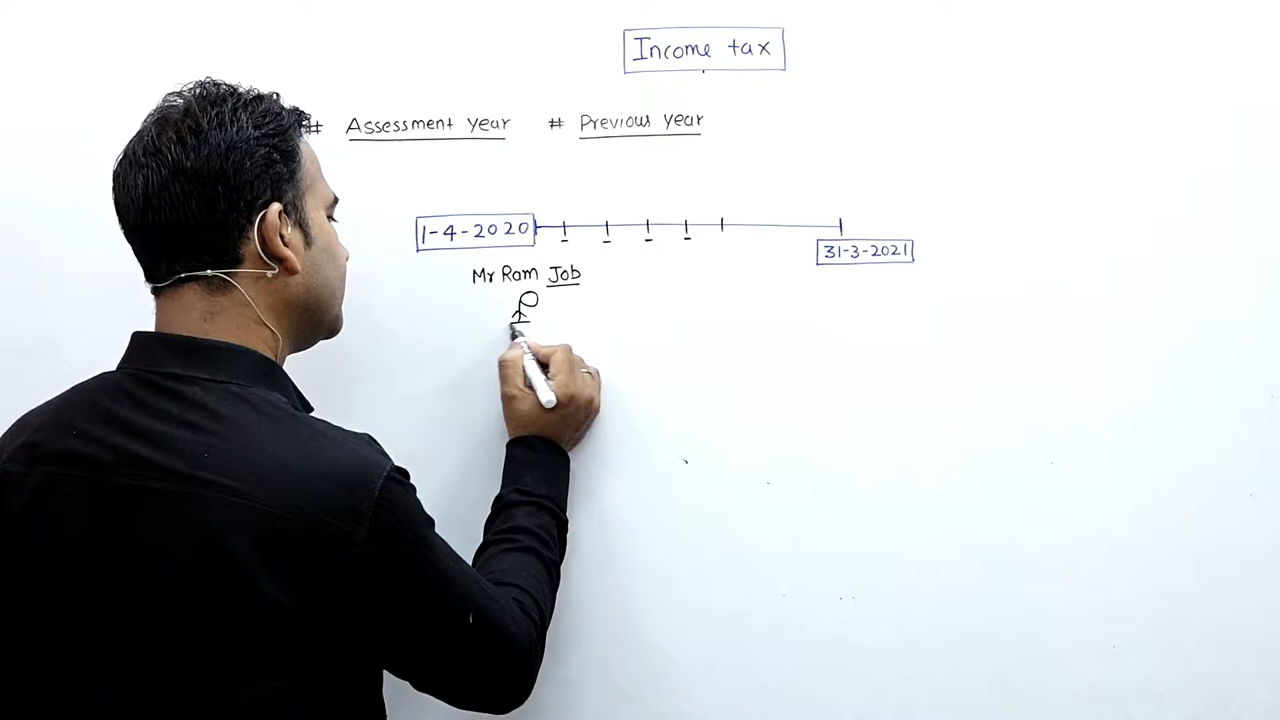 Income tax
# Assessment year # Previous year
1-4-2020
31-3-2021
Mr Ram Job